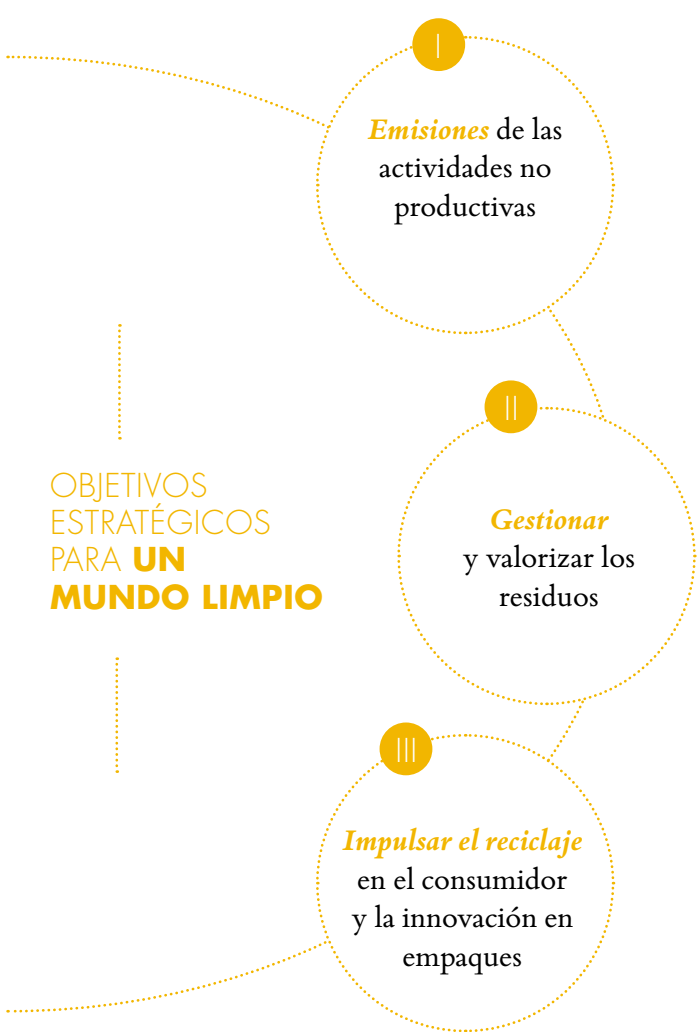 I
Emisiones de las
actividades no
productivas
II
Gestionar
y valorizar los
residuos
OBJETIVOS
ESTRATÉGICOS
PARA UN
MUNDO LIMPIO
III
Impulsar el reciclaje
en el consumidor
y la innovación en
empaques